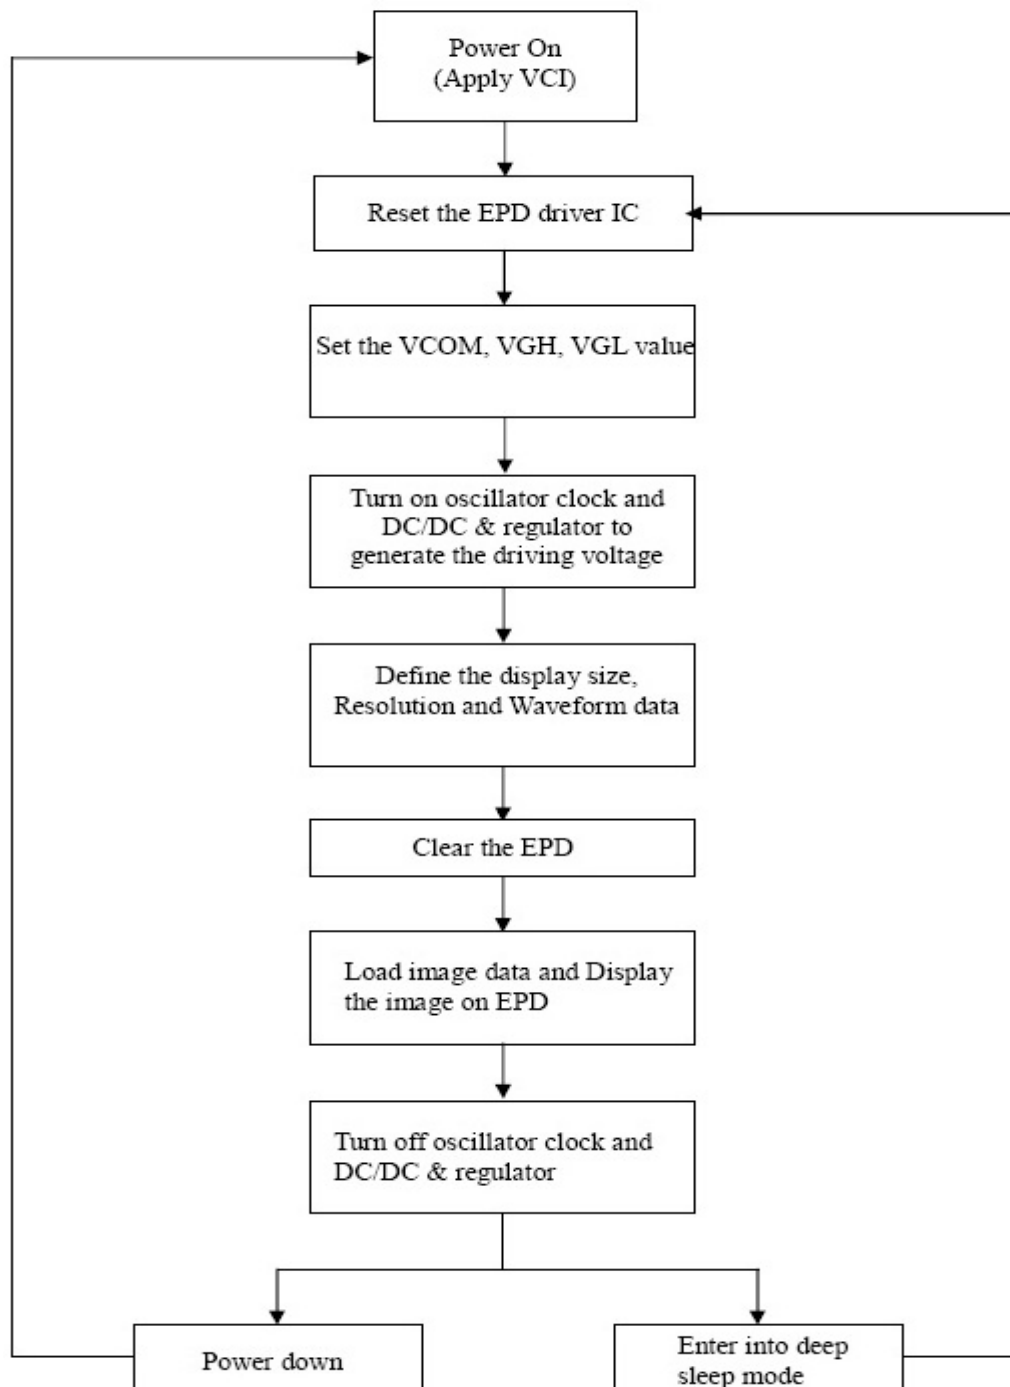 Power On
(Apply VCI)
Reset the EPD driver IC
Set the VCOM, VGH, VGL value
Turn on oscillator clock and
DC/DC & regulator to
generate the driving voltage
Define the display size,
Resolution and Waveform data
Clear the EPD
Load image data and Display
the image on EPD
Turn off oscillator clock and
DC/DC & regulator
Power down
Enter into deep
sleep mode